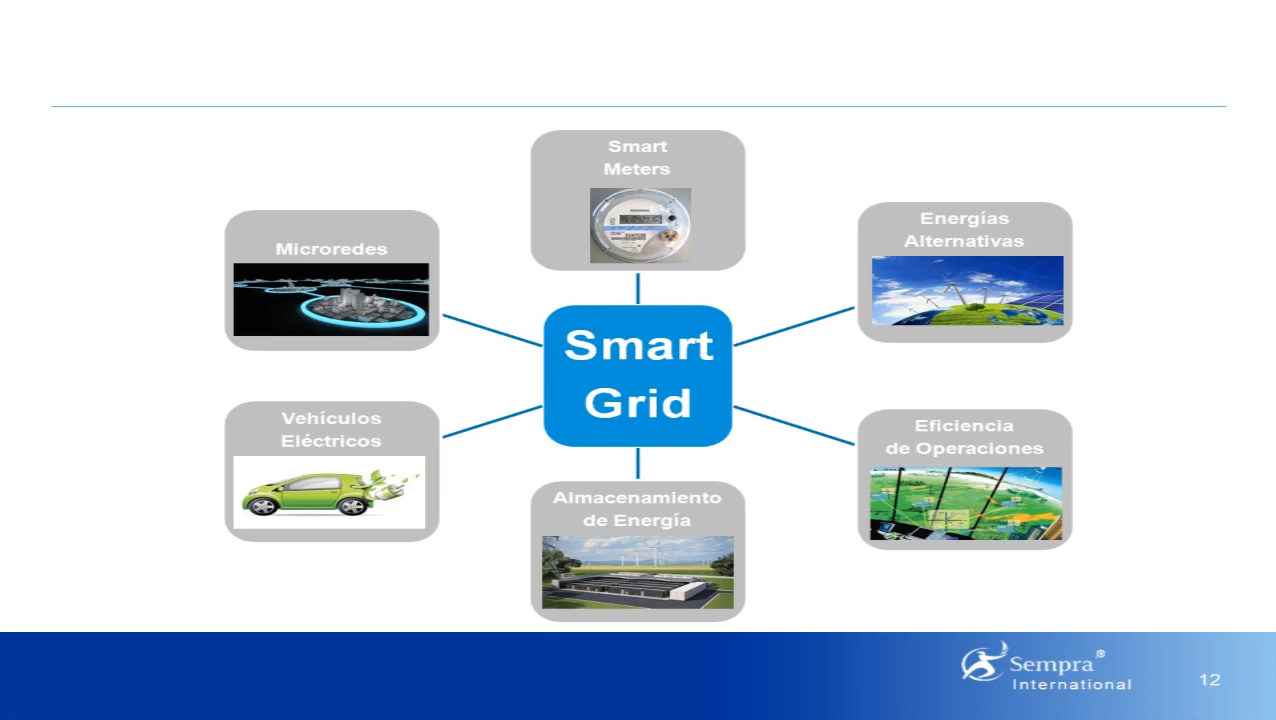 Smart
Meters
Energías
Alternativas
Microredes
Smart
Grid
Vehículos
Eléctricos
Eficiencia
de Operaciones
Almacenamiento
de Energía
Sempra®
International
12